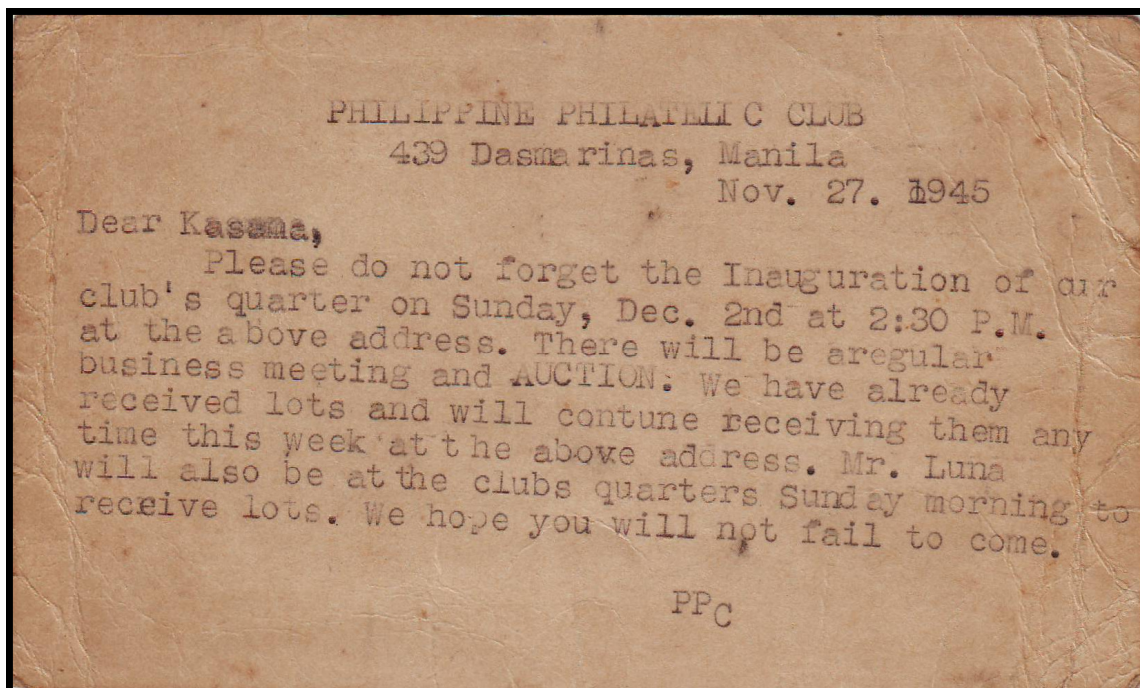 PHILIPPINE PHILATELIC CLUB
439 Dasmarinas, Manila
Nov. 27. 1945
Dear Kasama,
Please do not forget the Inauguration of our
club's quarter on Sunday, Dec. 2nd at 2:30 P.M.
at the above address. There will be aregular
business meeting and AUCTION. We have already
received lots and will contune receiving them any
time this week at the above address. Mr. Luna
will also be at the clubs quarters Sunday morning to
receive lots. We hope you will not fail to come.
PPC